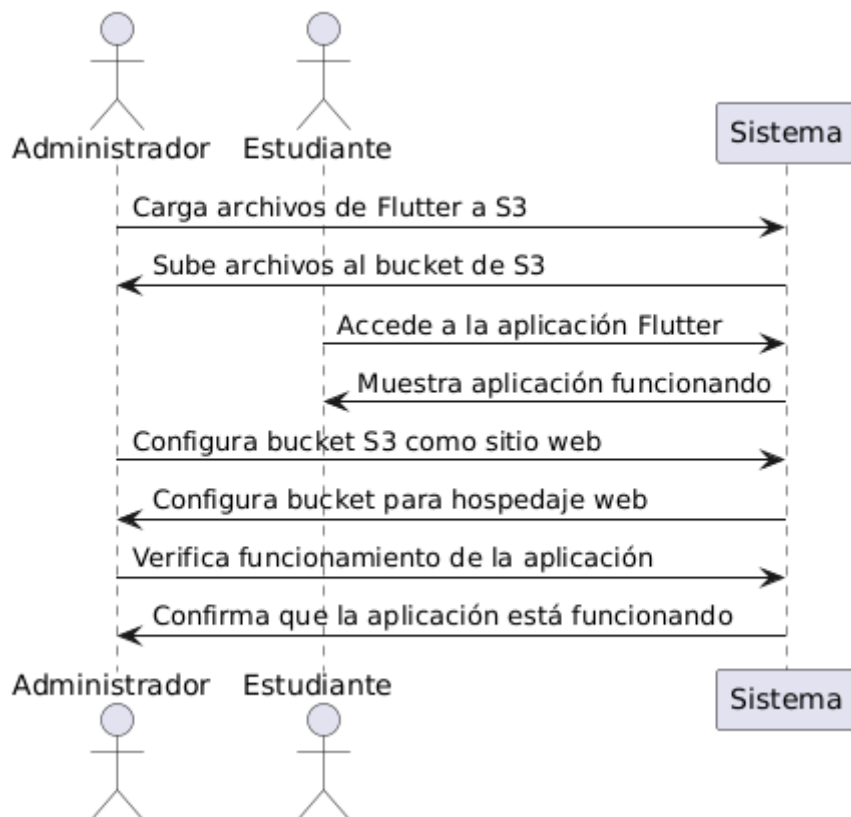 Administrador
Estudiante
Sistema
Carga archivos de Flutter a S3
Sube archivos al bucket de S3
Accede a la aplicación Flutter
Muestra aplicación funcionando
Configura bucket S3 como sitio web
Configura bucket para hospedaje web
Verifica funcionamiento de la aplicación
Confirma que la aplicación está funcionando
Administrador
Estudiante
Sistema